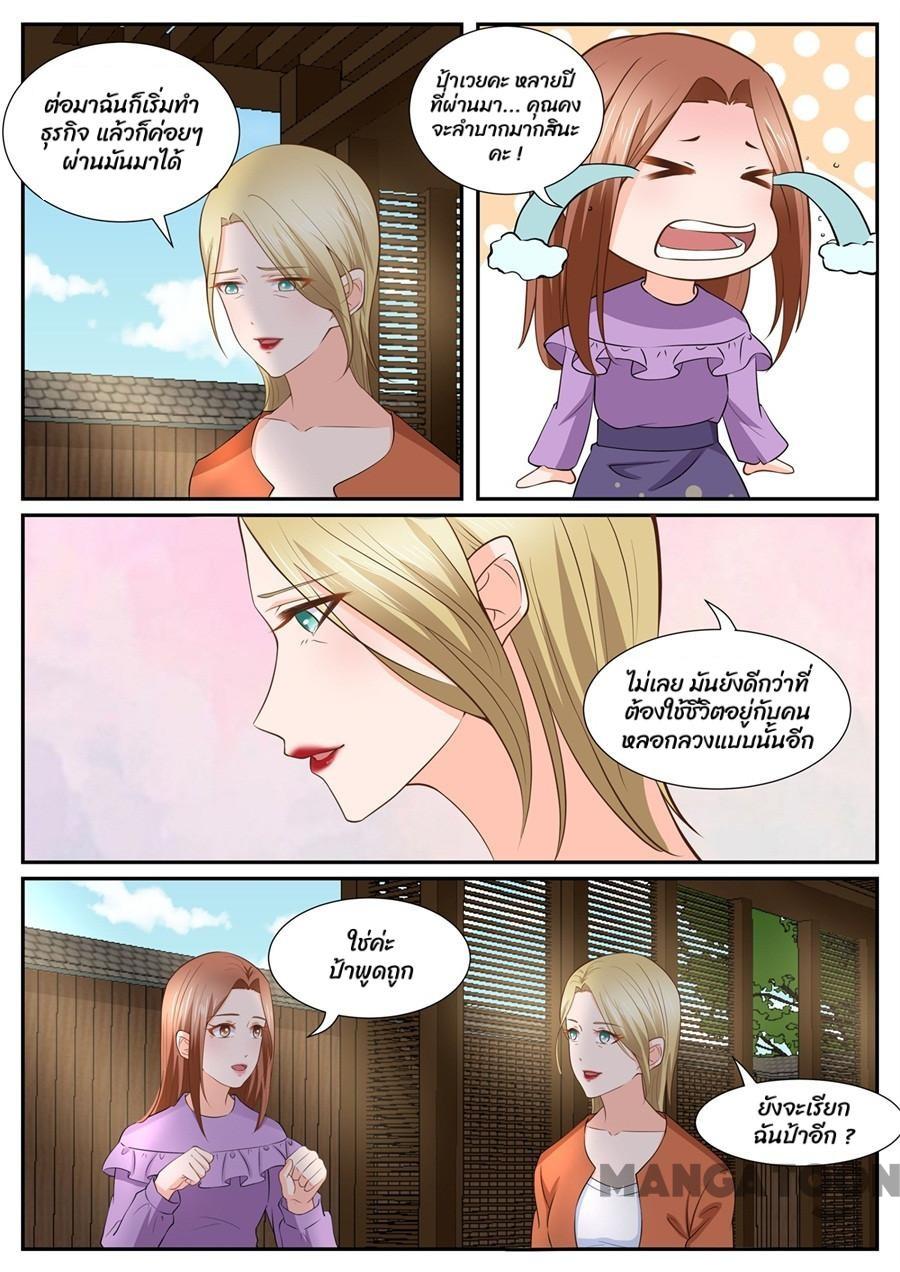 ต่อมาฉันก็เริ่มทำ
ธุรกิจ แล้วก็ค่อยๆ
ผ่านมันมาได้
ป้าเวยคะ หลายปี
ที่ผ่านมา... คุณคง
จะลำบากมากสินะ
คะ !
ไม่เลย มันยังดีกว่าที่
ต้องใช้ชีวิตอยู่กับคน
หลอกลวงแบบนั้นอีก
ใช่ค่ะ
ป้าพูดถูก
ยังจะเรียก
ฉันป้าอีก ?
MANGATOON